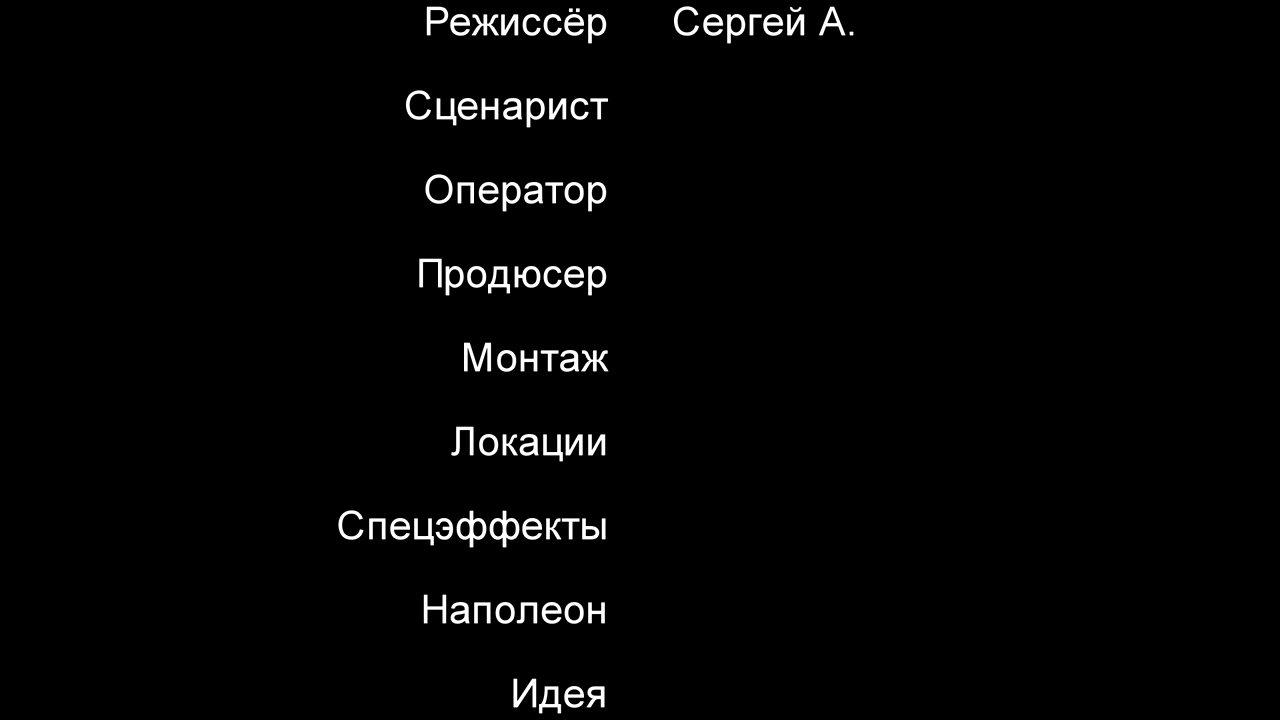 Режиссёр Сергей А.
Сценарист
Оператор
Продюсер
Монтаж
Локации
Спецэффекты
Наполеон
Идея